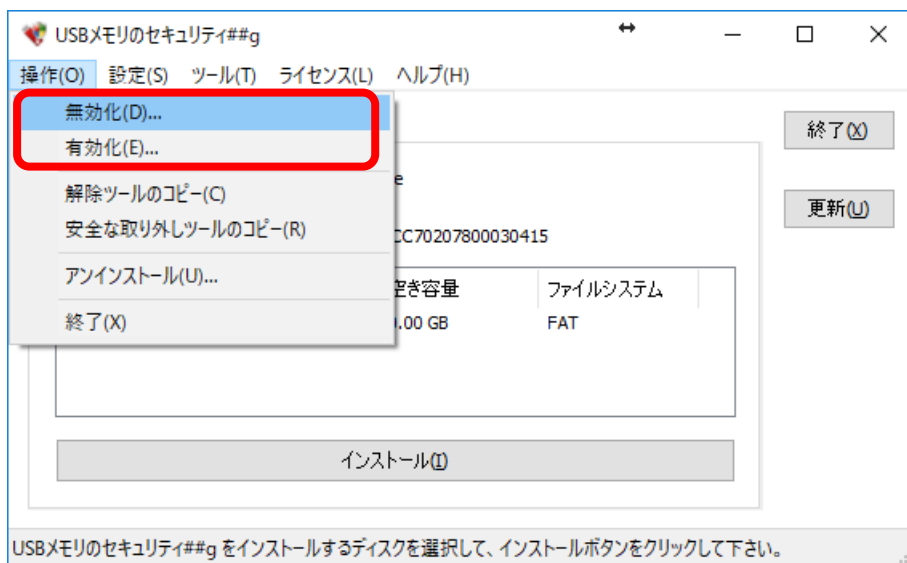 USBメモリのセキュリティ##g
操作(O) 設定(S) ツール(T) ライセンス(L) ヘルプ(H)
無効化(D)...
有効化(E)...
解除ツールのコピー(C)
安全な取り外しツールのコピー(R)
アンインストール(U)...
終了(X)
終了(X)
更新(U)
CC70207800030415
空き容量 ファイルシステム
.00 GB FAT
インストール(I)
USBメモリのセキュリティ##g をインストールするディスクを選択して、インストールボタンをクリックして下さい。